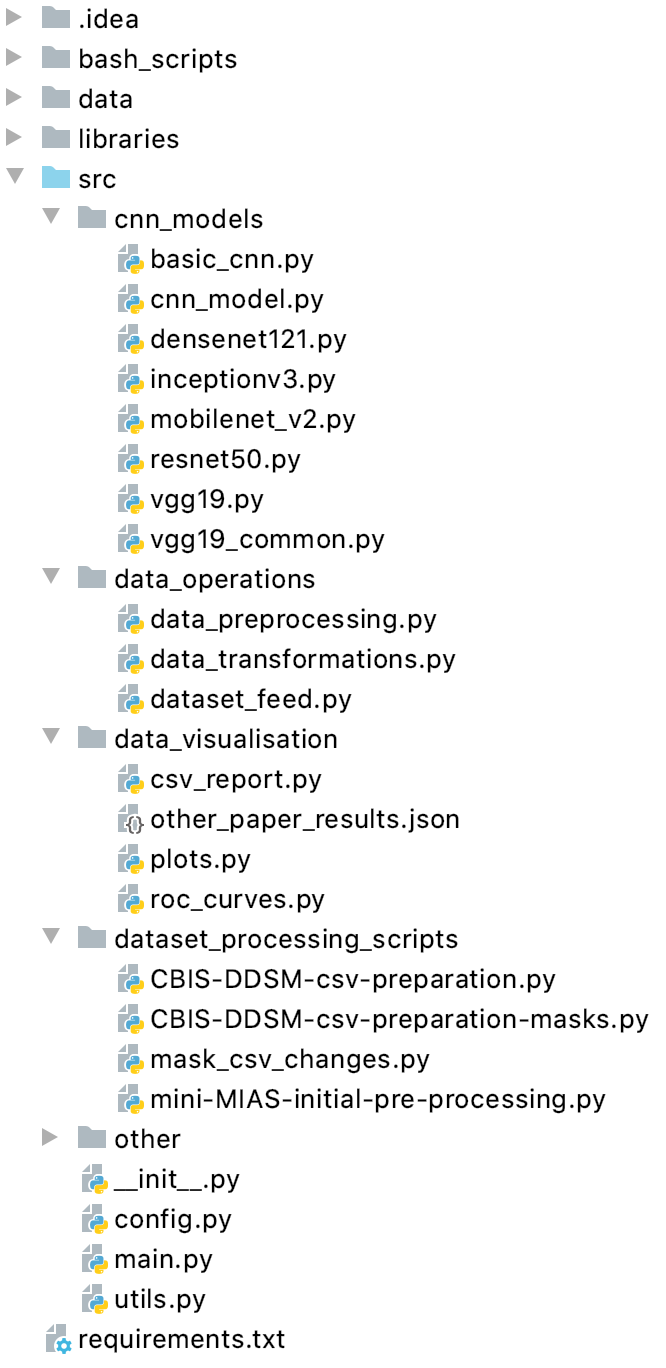 .idea
bash_scripts
data
libraries
src
cnn_models
basic_cnn.py
cnn_model.py
densenet121.py
inceptionv3.py
mobilenet_v2.py
resnet50.py
vgg19.py
vgg19_common.py
data_operations
data_preprocessing.py
data_transformations.py
dataset_feed.py
data_visualisation
csv_report.py
other_paper_results.json
plots.py
roc_curves.py
dataset_processing_scripts
CBIS-DDSM-csv-preparation.py
CBIS-DDSM-csv-preparation-masks.py
mask_csv_changes.py
mini-MIAS-initial-pre-processing.py
other
__init__.py
config.py
main.py
utils.py
requirements.txt